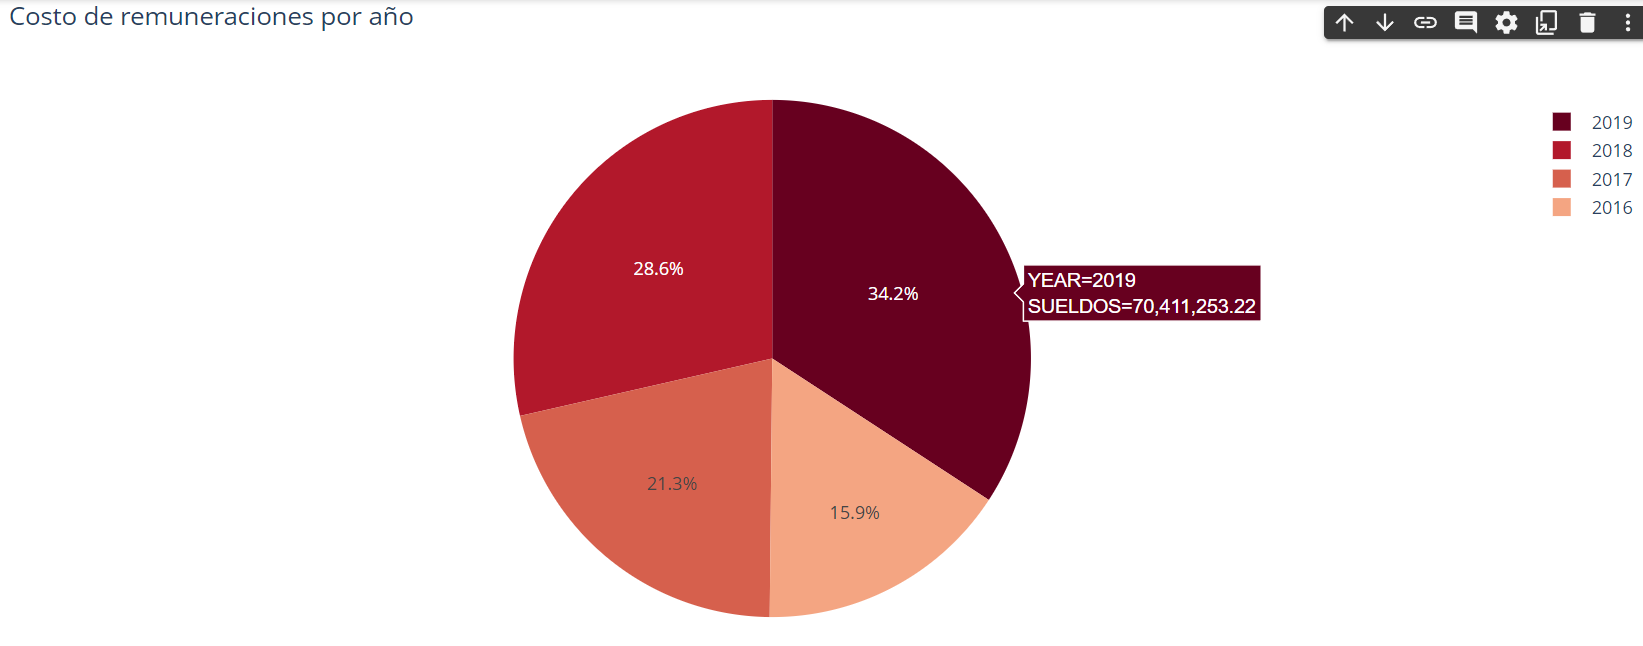 Costo de remuneraciones por año
2019
2018
2017
2016
28.6%
34.2%
YEAR=2019
SUELDOS=70,411,253.22
21.3%
15.9%